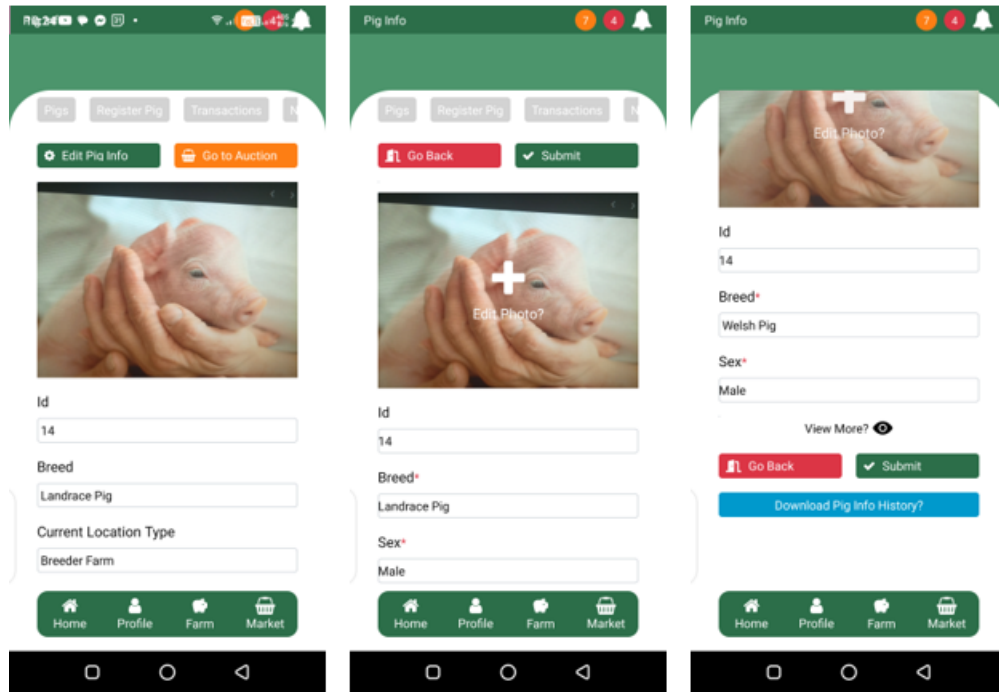 7 4
Pigs Register Pig Transactions N
Edit Pig Info Go to Auction
Id
14
Breed
Landrace Pig
Current Location Type
Breeder Farm
Home Profile Farm Market
Pig Info 7 4
Pigs Register Pig Transactions N
Go Back Submit
Edit Photo?
Id
14
Breed*
Landrace Pig
Sex*
Male
Home Profile Farm Market
Pig Info 7 4
Edit Photo?
Id
14
Breed*
Welsh Pig
Sex*
Male
View More?
Go Back Submit
Download Pig Info History?
Home Profile Farm Market